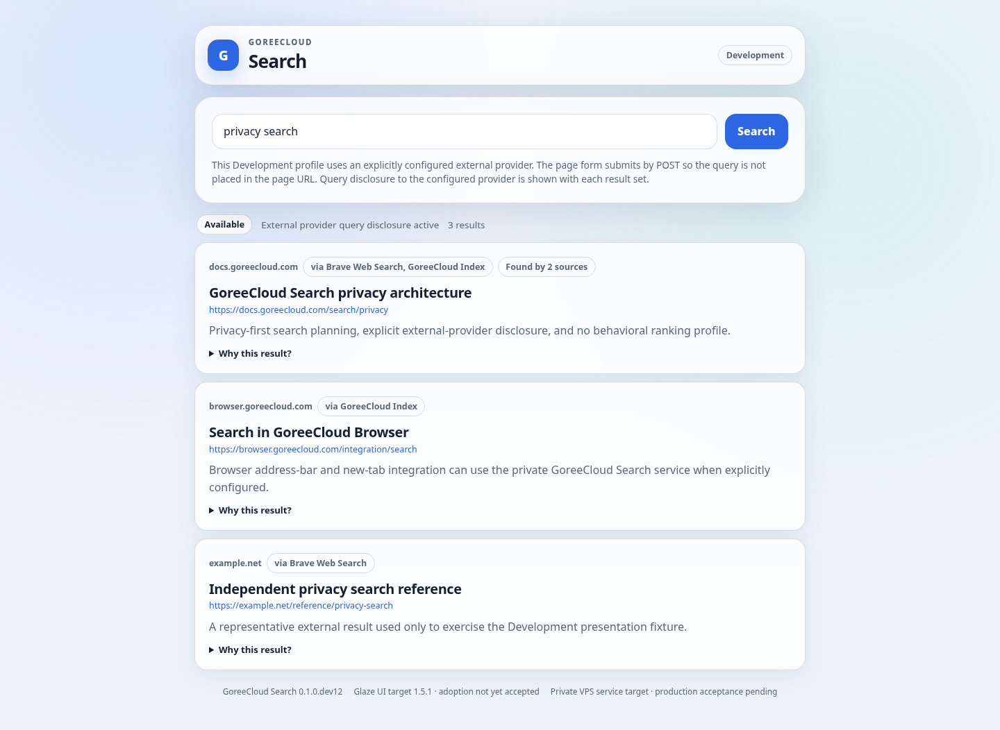 G
GOREECLOUD
Search
Development
privacy search
Search
This Development profile uses an explicitly configured external provider. The page form submits by POST so the query is not
placed in the page URL. Query disclosure to the configured provider is shown with each result set.
Available External provider query disclosure active 3 results
docs.goreecloud.com via Brave Web Search, GoreeCloud Index Found by 2 sources
GoreeCloud Search privacy architecture
https://docs.goreecloud.com/search/privacy
Privacy-first search planning, explicit external-provider disclosure, and no behavioral ranking profile.
Why this result?
browser.goreecloud.com via GoreeCloud Index
Search in GoreeCloud Browser
https://browser.goreecloud.com/integration/search
Browser address-bar and new-tab integration can use the private GoreeCloud Search service when explicitly
configured.
Why this result?
example.net via Brave Web Search
Independent privacy search reference
https://example.net/reference/privacy-search
A representative external result used only to exercise the Development presentation fixture.
Why this result?
GoreeCloud Search 0.1.0.dev12 Glaze UI target 1.5.1 · adoption not yet accepted Private VPS service target · production acceptance pending